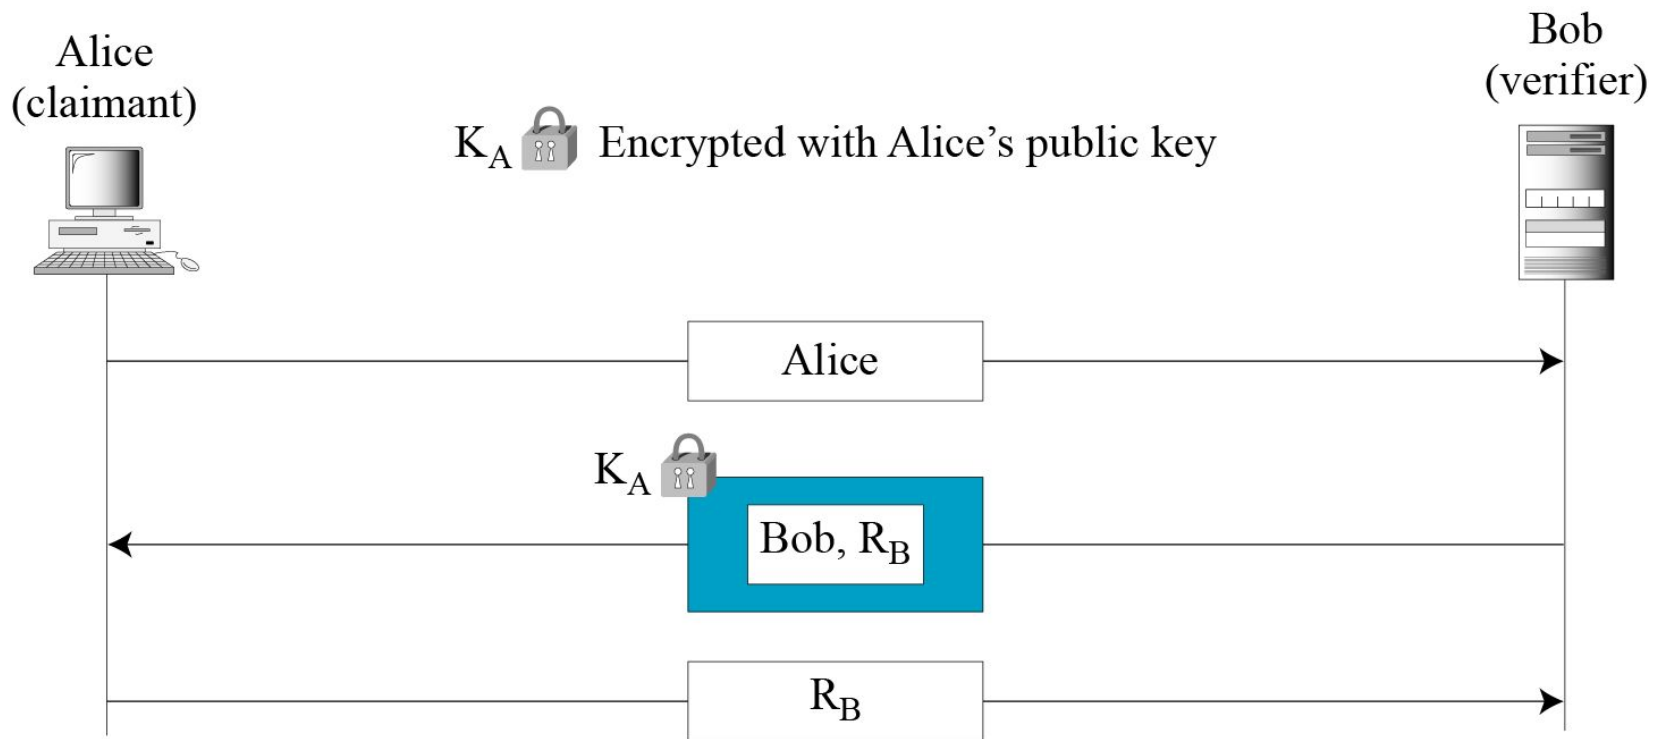 Alice
(claimant)
Bob
(verifier)
K_A Encrypted with Alice’s public key
Alice
K_A
Bob, R_B
R_B